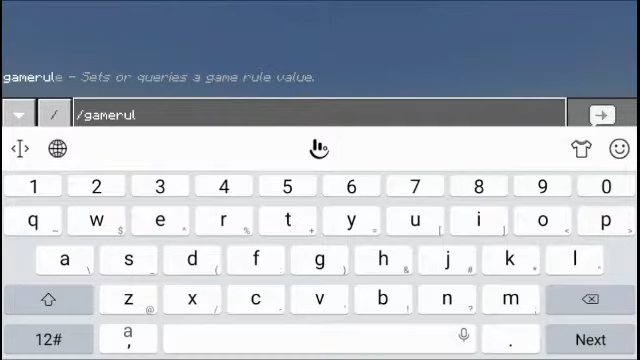 gamerule - Sets or queries a game rule value.
/ /gamerul
1 2 3 4 5 6 7 8 9 0
q w e r t y u i o p
~ $ ^ % + = [ ] < >
a s d f g h j k l
\ _ ( : ) & # *
z x c v b n m
@ / - ! ? ;
12# a , . Next